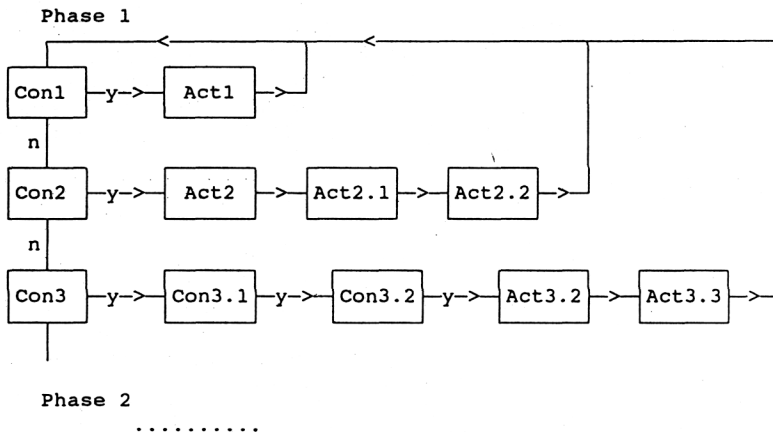 Phase 1
Con1 y Act1
n
Con2 y Act2 Act2.1 Act2.2
n
Con3 y Con3.1 y Con3.2 y Act3.2 Act3.3
Phase 2
..........